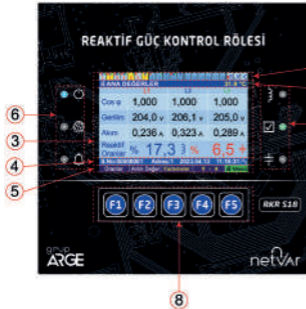 REAKTİF GÜÇ KONTROL RÖLESİ
ANA DEĞERLER
L1 L2
Cos φ 1,000 1,000 1,000
6
Gerilim 204,0 V 206,1 V 205,0 V
Akım 0,236 A 0,323 A 0,289 A
3
Reaktif Oranlar % 17,3 % 6,5
4
5
F1 F2 F3 F4 F5
RKR S18
grup ARGE
netVAr
8